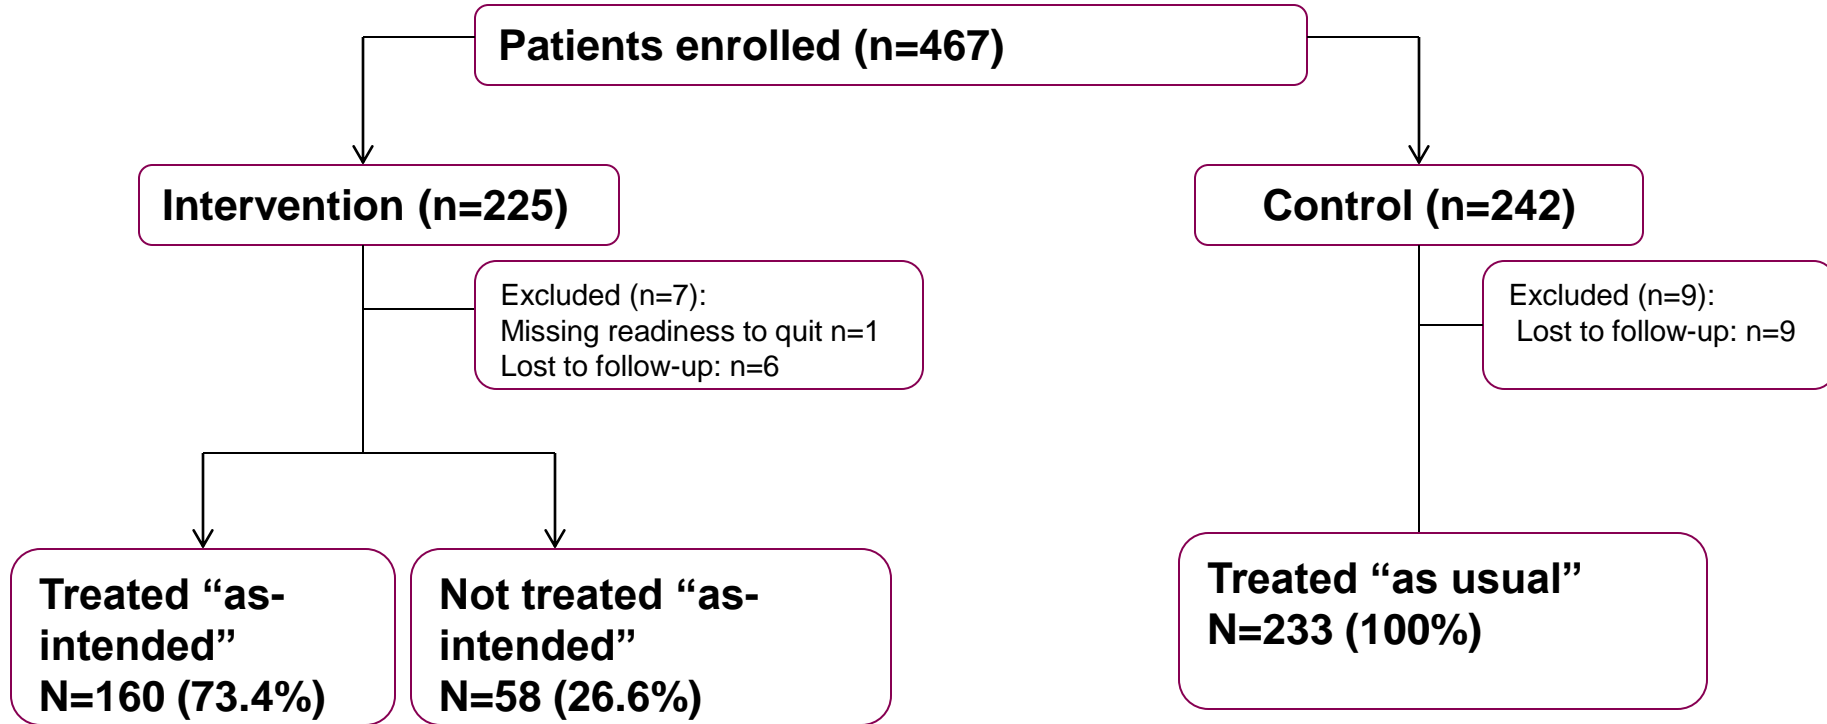 Patients enrolled (n=467)
Intervention (n=225)
Control (n=242)
Excluded (n=7):
Missing readiness to quit n=1
Lost to follow-up: n=6
Excluded (n=9):
Lost to follow-up: n=9
Treated “as-
intended”
N=160 (73.4%)
Not treated “as-
intended”
N=58 (26.6%)
Treated “as usual”
N=233 (100%)